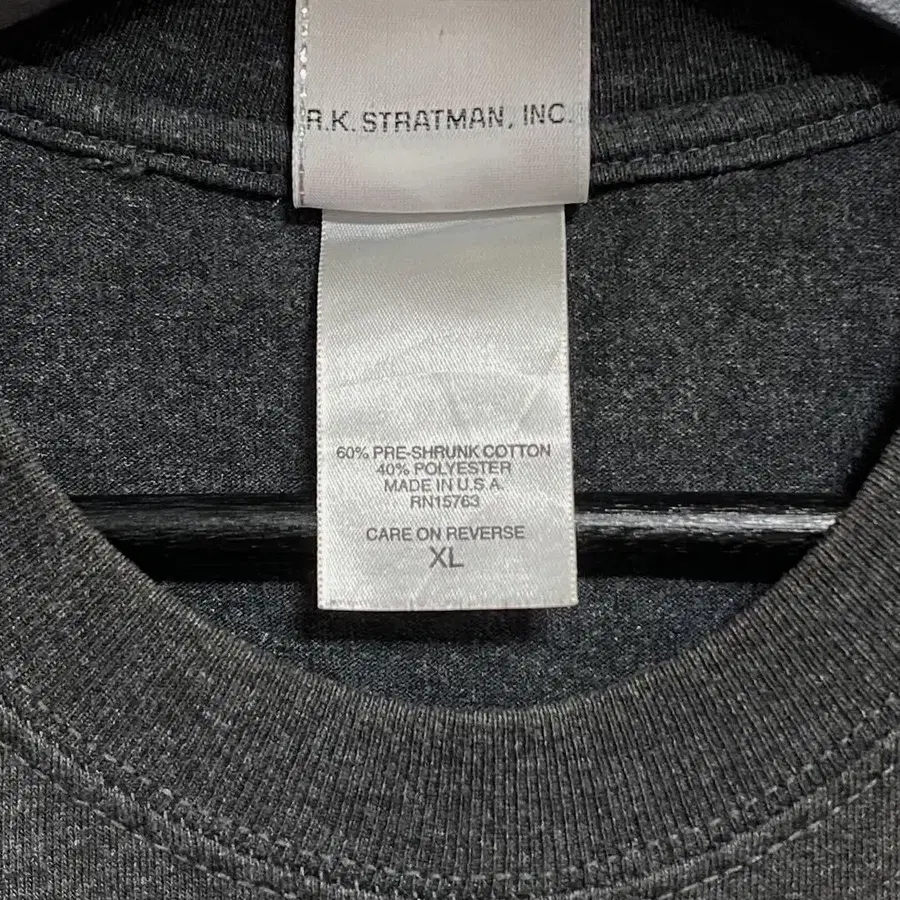 R.K. STRATMAN, INC.
60% PRE-SHRUNK COTTON
40% POLYESTER
MADE IN U.S.A.
RN15763
CARE ON REVERSE
XL